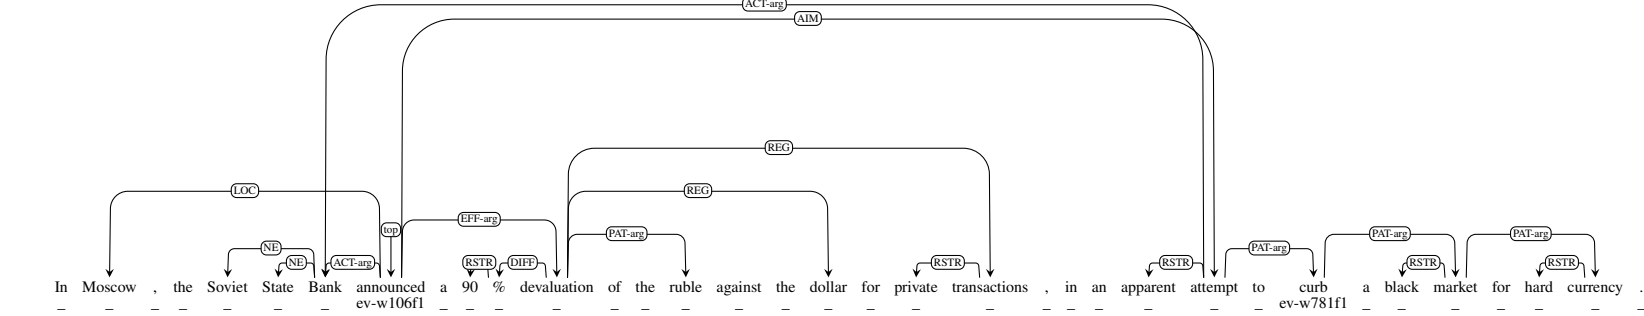 ACT-arg
AIM
REG
LOC REG
EFF-arg
top PAT-arg PAT-arg PAT-arg
NE PAT-arg
NE ACT-arg RSTR DIFF RSTR RSTR RSTR RSTR
In Moscow , the Soviet State Bank announced a 90 % devaluation of the ruble against the dollar for private transactions , in an apparent attempt to curb a black market for hard currency .
ev-w106f1 ev-w781f1
_ _ _ _ _ _ _ _ _ _ _ _ _ _ _ _ _ _ _ _ _ _ _ _ _ _ _ _ _ _ _